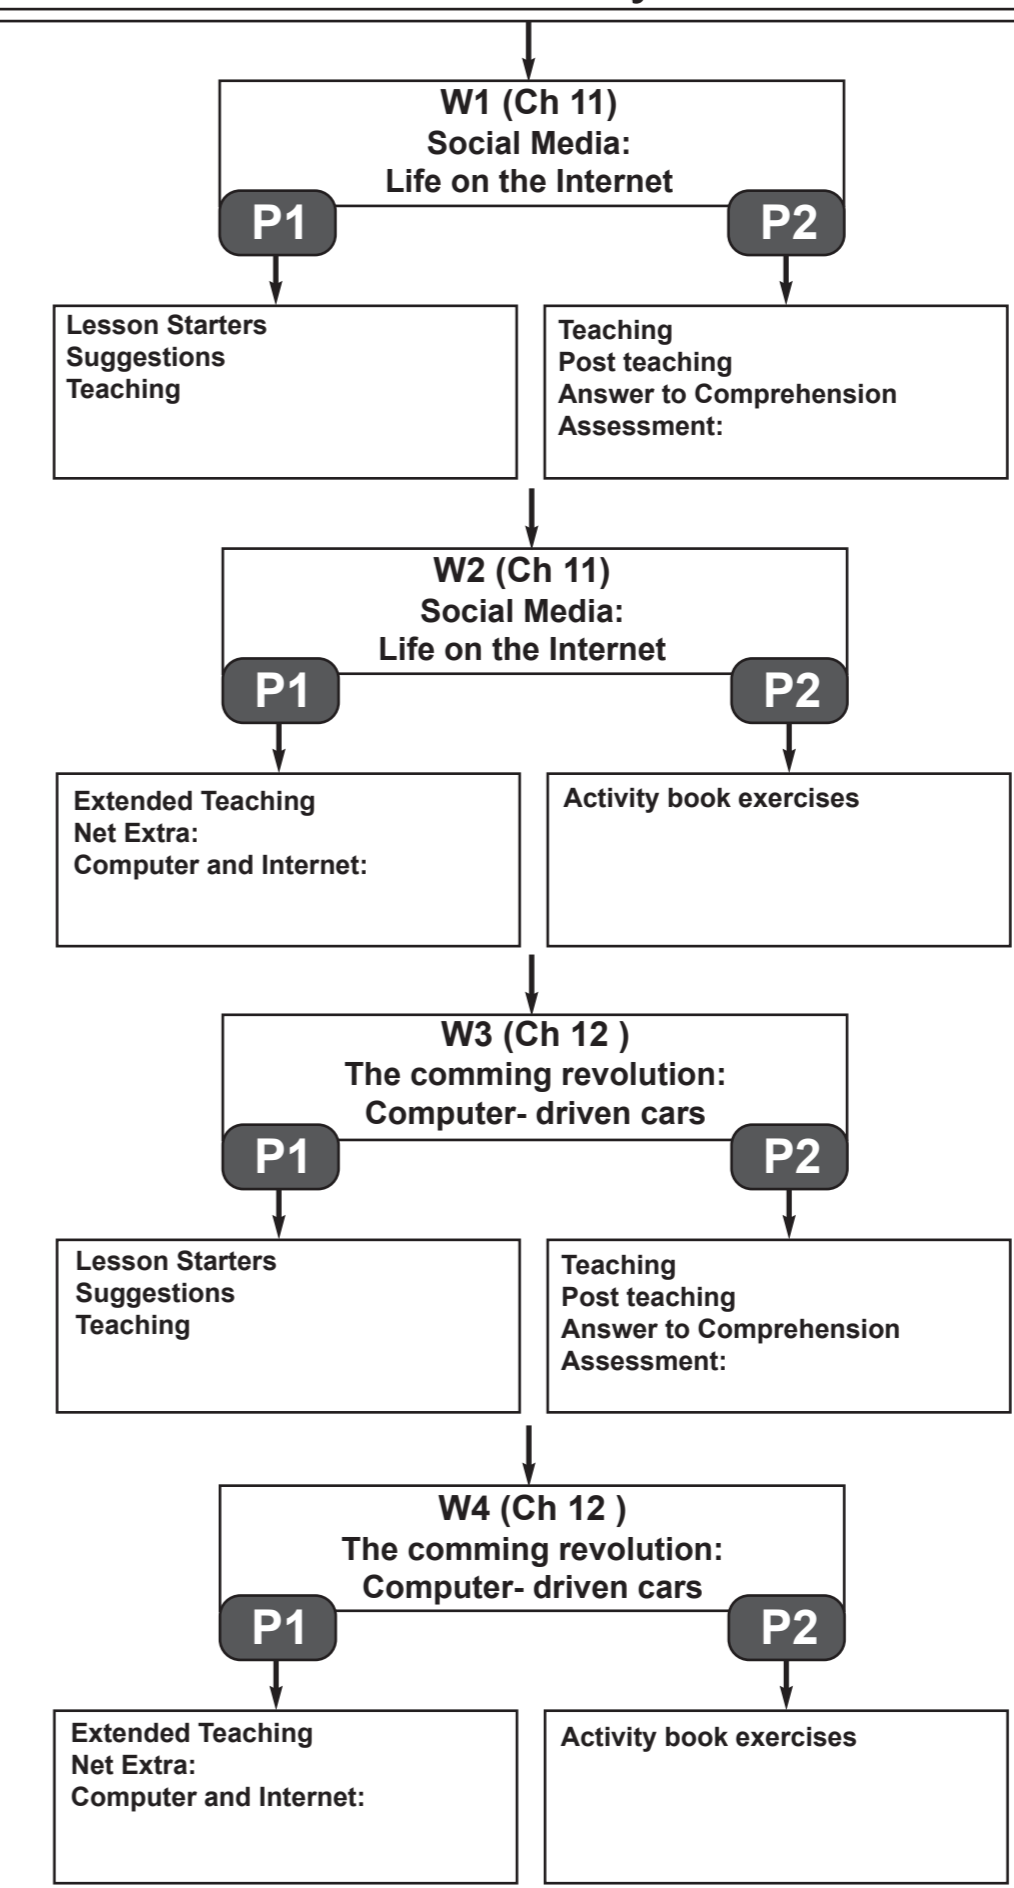 W1 (Ch 11)
Social Media:
Life on the Internet
P1
P2
Lesson Starters
Suggestions
Teaching
Teaching
Post teaching
Answer to Comprehension
Assessment:
W2 (Ch 11)
Social Media:
Life on the Internet
P1
P2
Extended Teaching
Net Extra:
Computer and Internet:
Activity book exercises
W3 (Ch 12 )
The comming revolution:
Computer- driven cars
P1
P2
Lesson Starters
Suggestions
Teaching
Teaching
Post teaching
Answer to Comprehension
Assessment:
W4 (Ch 12 )
The comming revolution:
Computer- driven cars
P1
P2
Extended Teaching
Net Extra:
Computer and Internet:
Activity book exercises